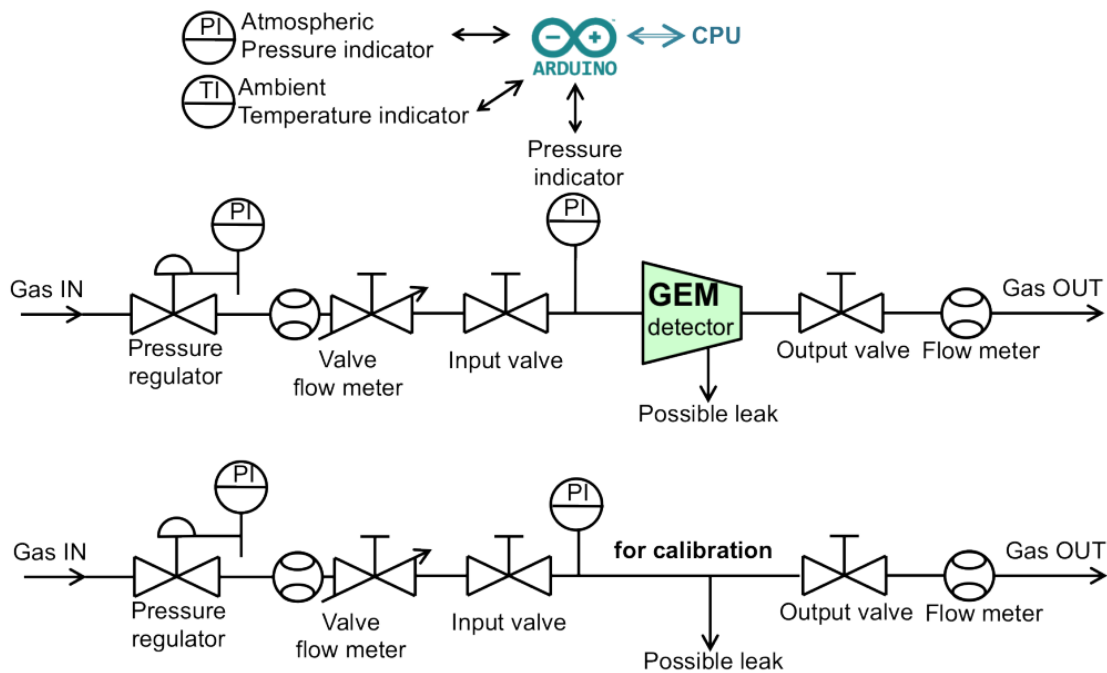 PI Atmospheric
Pressure indicator
ARDUINO
CPU
TI Ambient
Temperature indicator
Pressure
indicator
PI
PI
Gas IN
GEM
detector
Gas OUT
Pressure
regulator
Valve
flow meter
Input valve
Output valve
Flow meter
Possible leak
PI
PI
Gas IN
for calibration
Gas OUT
Pressure
regulator
Valve
flow meter
Input valve
Output valve
Flow meter
Possible leak